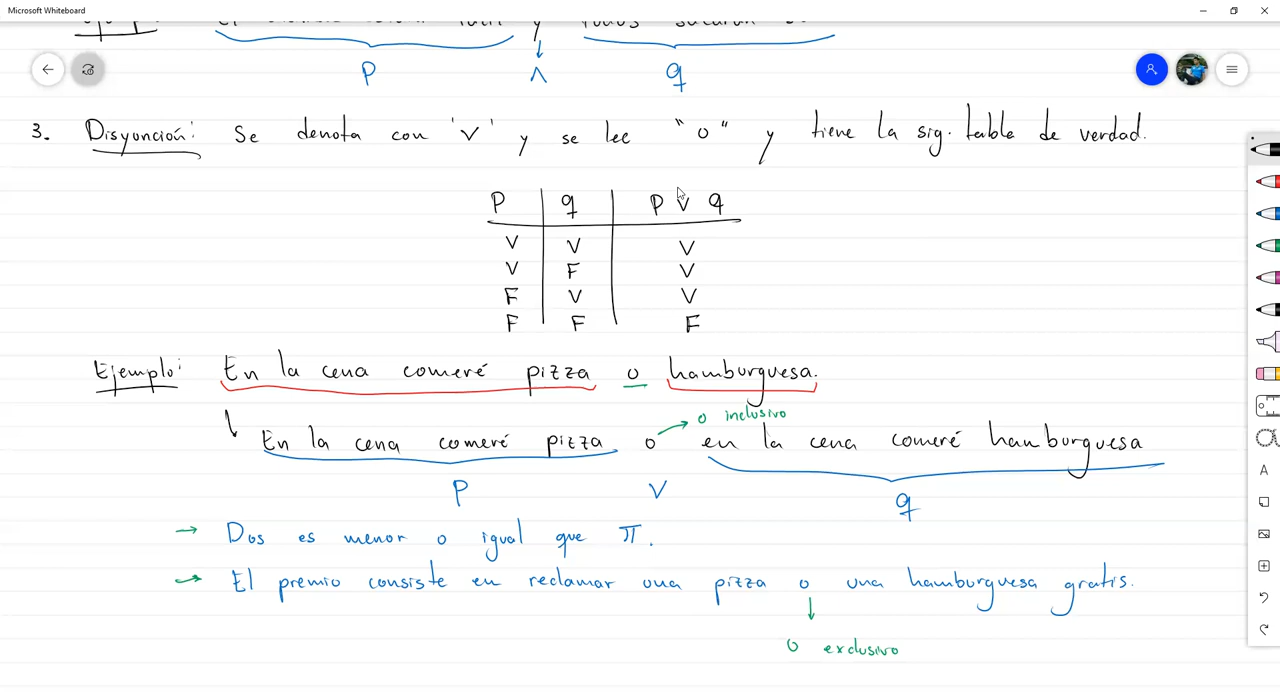 Microsoft Whiteboard
y
p ∧ q
3. Disyunción: Se denota con 'v' y se lee "o" y tiene la sig. tabla de verdad.
p q p v q
V V V
V F V
F V V
F F F
Ejemplo: En la cena comeré pizza o hamburguesa.
o inclusivo
En la cena comeré pizza o en la cena comeré hamburguesa
p v q
→ Dos es menor o igual que π.
→ El premio consiste en reclamar una pizza o una hamburguesa gratis.
o exclusivo
A